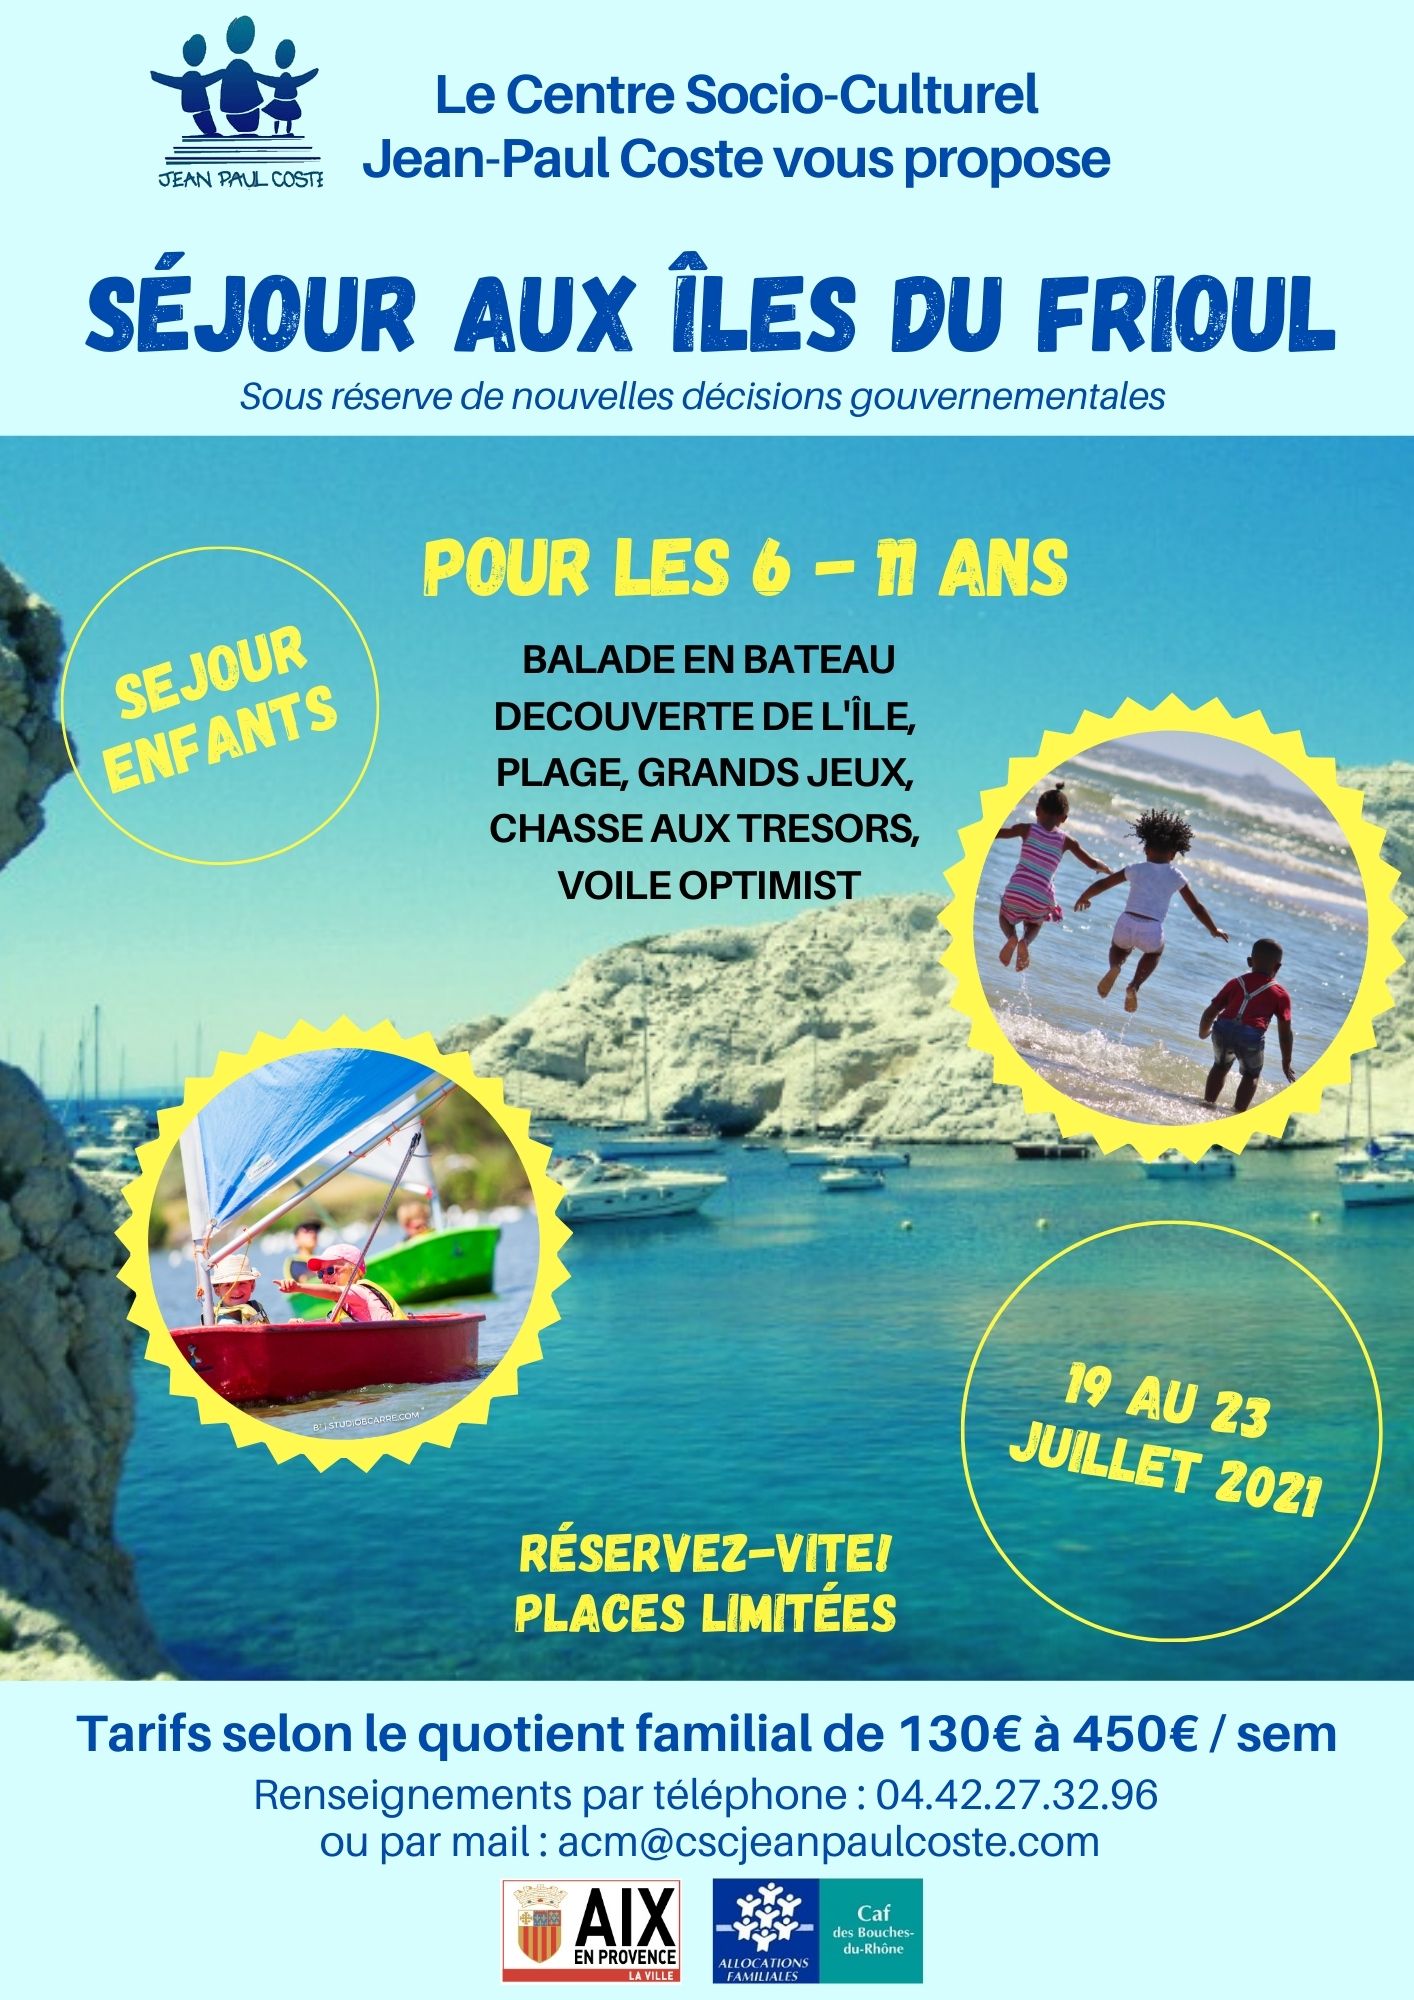 JEAN PAUL COSTE
Le Centre Socio-Culturel
Jean-Paul Coste vous propose
SÉJOUR AUX ÎLES DU FRIOUL
Sous réserve de nouvelles décisions gouvernementales
POUR LES 6 - 11 ANS
SEJOUR
ENFANTS
BALADE EN BATEAU
DECOUVERTE DE L'ÎLE,
PLAGE, GRANDS JEUX,
CHASSE AUX TRESORS,
VOILE OPTIMIST
STUDIOBCARRE.COM
19 AU 23
JUILLET 2021
RÉSERVEZ-VITE!
PLACES LIMITÉES
Tarifs selon le quotient familial de 130€ à 450€ / sem
Renseignements par téléphone : 04.42.27.32.96
ou par mail : acm@cscjeanpaulcoste.com
AIX
EN PROVENCE
LA VILLE
ALLOCATIONS
FAMILIALES
Caf
des Bouches-
du-Rhône